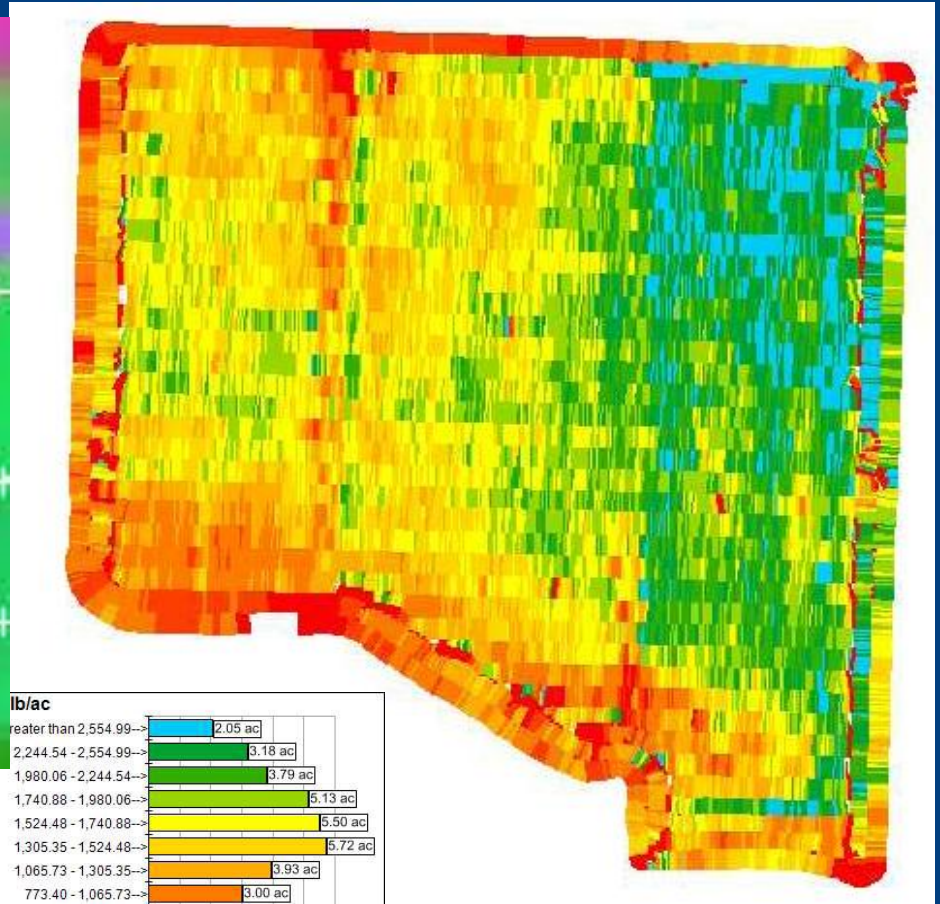 lb/ac
reater than 2,554.99--> 2.05 ac
2,244.54 - 2,554.99--> 3.18 ac
1,980.06 - 2,244.54--> 3.79 ac
1,740.88 - 1,980.06--> 5.13 ac
1,524.48 - 1,740.88--> 5.50 ac
1,305.35 - 1,524.48--> 5.72 ac
1,065.73 - 1,305.35--> 3.93 ac
773.40 - 1,065.73--> 3.00 ac